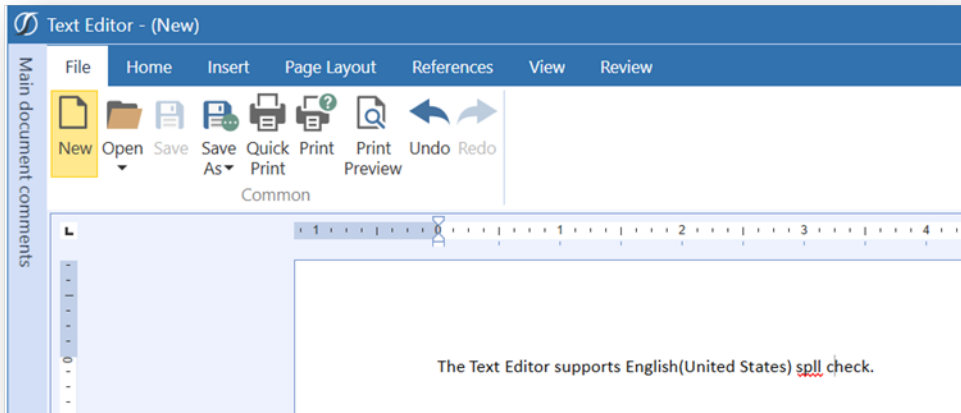 Text Editor - (New)
File Home Insert Page Layout References View Review
New Open Save Save As Quick Print Print Print Preview Undo Redo
Common
Main document comments
L
1 0 1 2 3 4
0
The Text Editor supports English(United States) spll check.